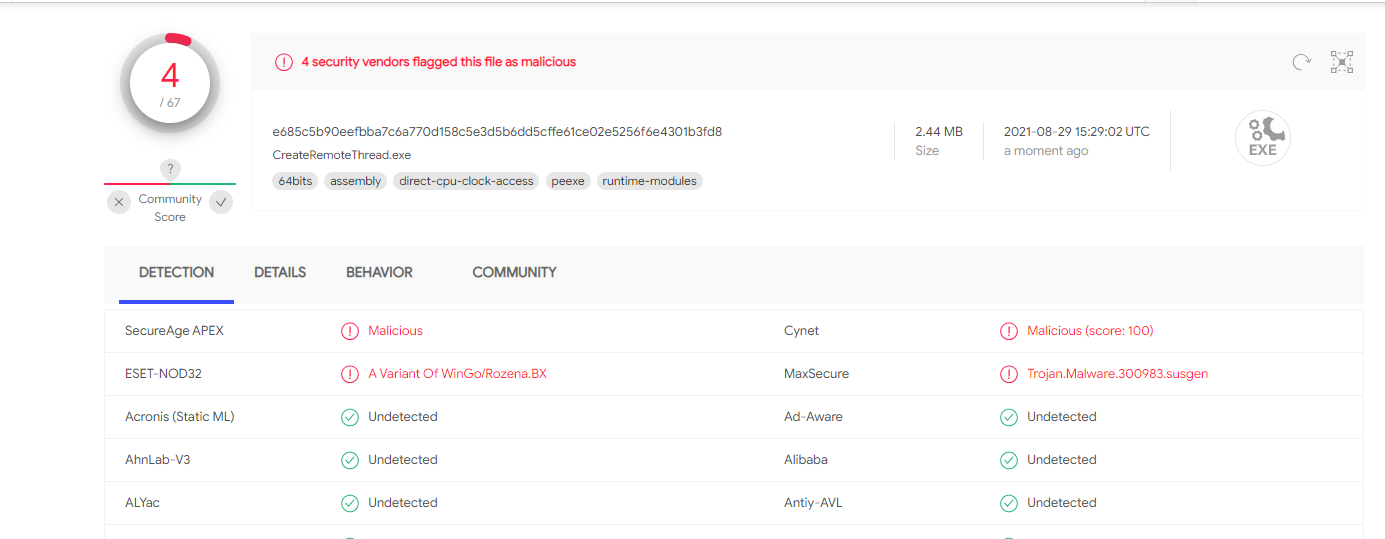 4
/ 67
?
Community
Score
4 security vendors flagged this file as malicious
e685c5b90eefbba7c6a770d158c5e3d5b6dd5cffe61ce02e5256f6e4301b3fd8
CreateRemoteThread.exe
64bits assembly direct-cpu-clock-access peexe runtime-modules
2.44 MB
Size
2021-08-29 15:29:02 UTC
a moment ago
EXE
DETECTION DETAILS BEHAVIOR COMMUNITY
SecureAge APEX Malicious Cynet Malicious (score: 100)
ESET-NOD32 A Variant Of WinGo/Rozena.BX MaxSecure Trojan.Malware.300983.susgen
Acronis (Static ML) Undetected Ad-Aware Undetected
AhnLab-V3 Undetected Alibaba Undetected
ALYac Undetected Antiy-AVL Undetected